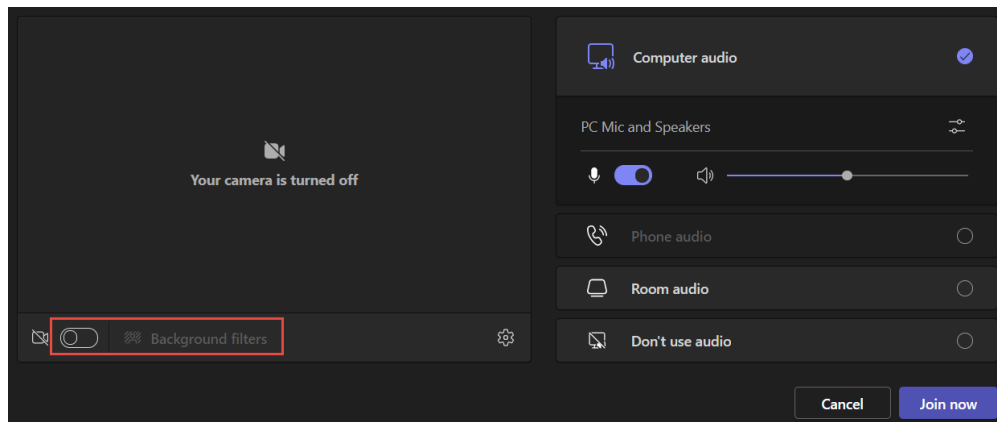 Your camera is turned off
Background filters
Computer audio
PC Mic and Speakers
Phone audio
Room audio
Don't use audio
Cancel
Join now